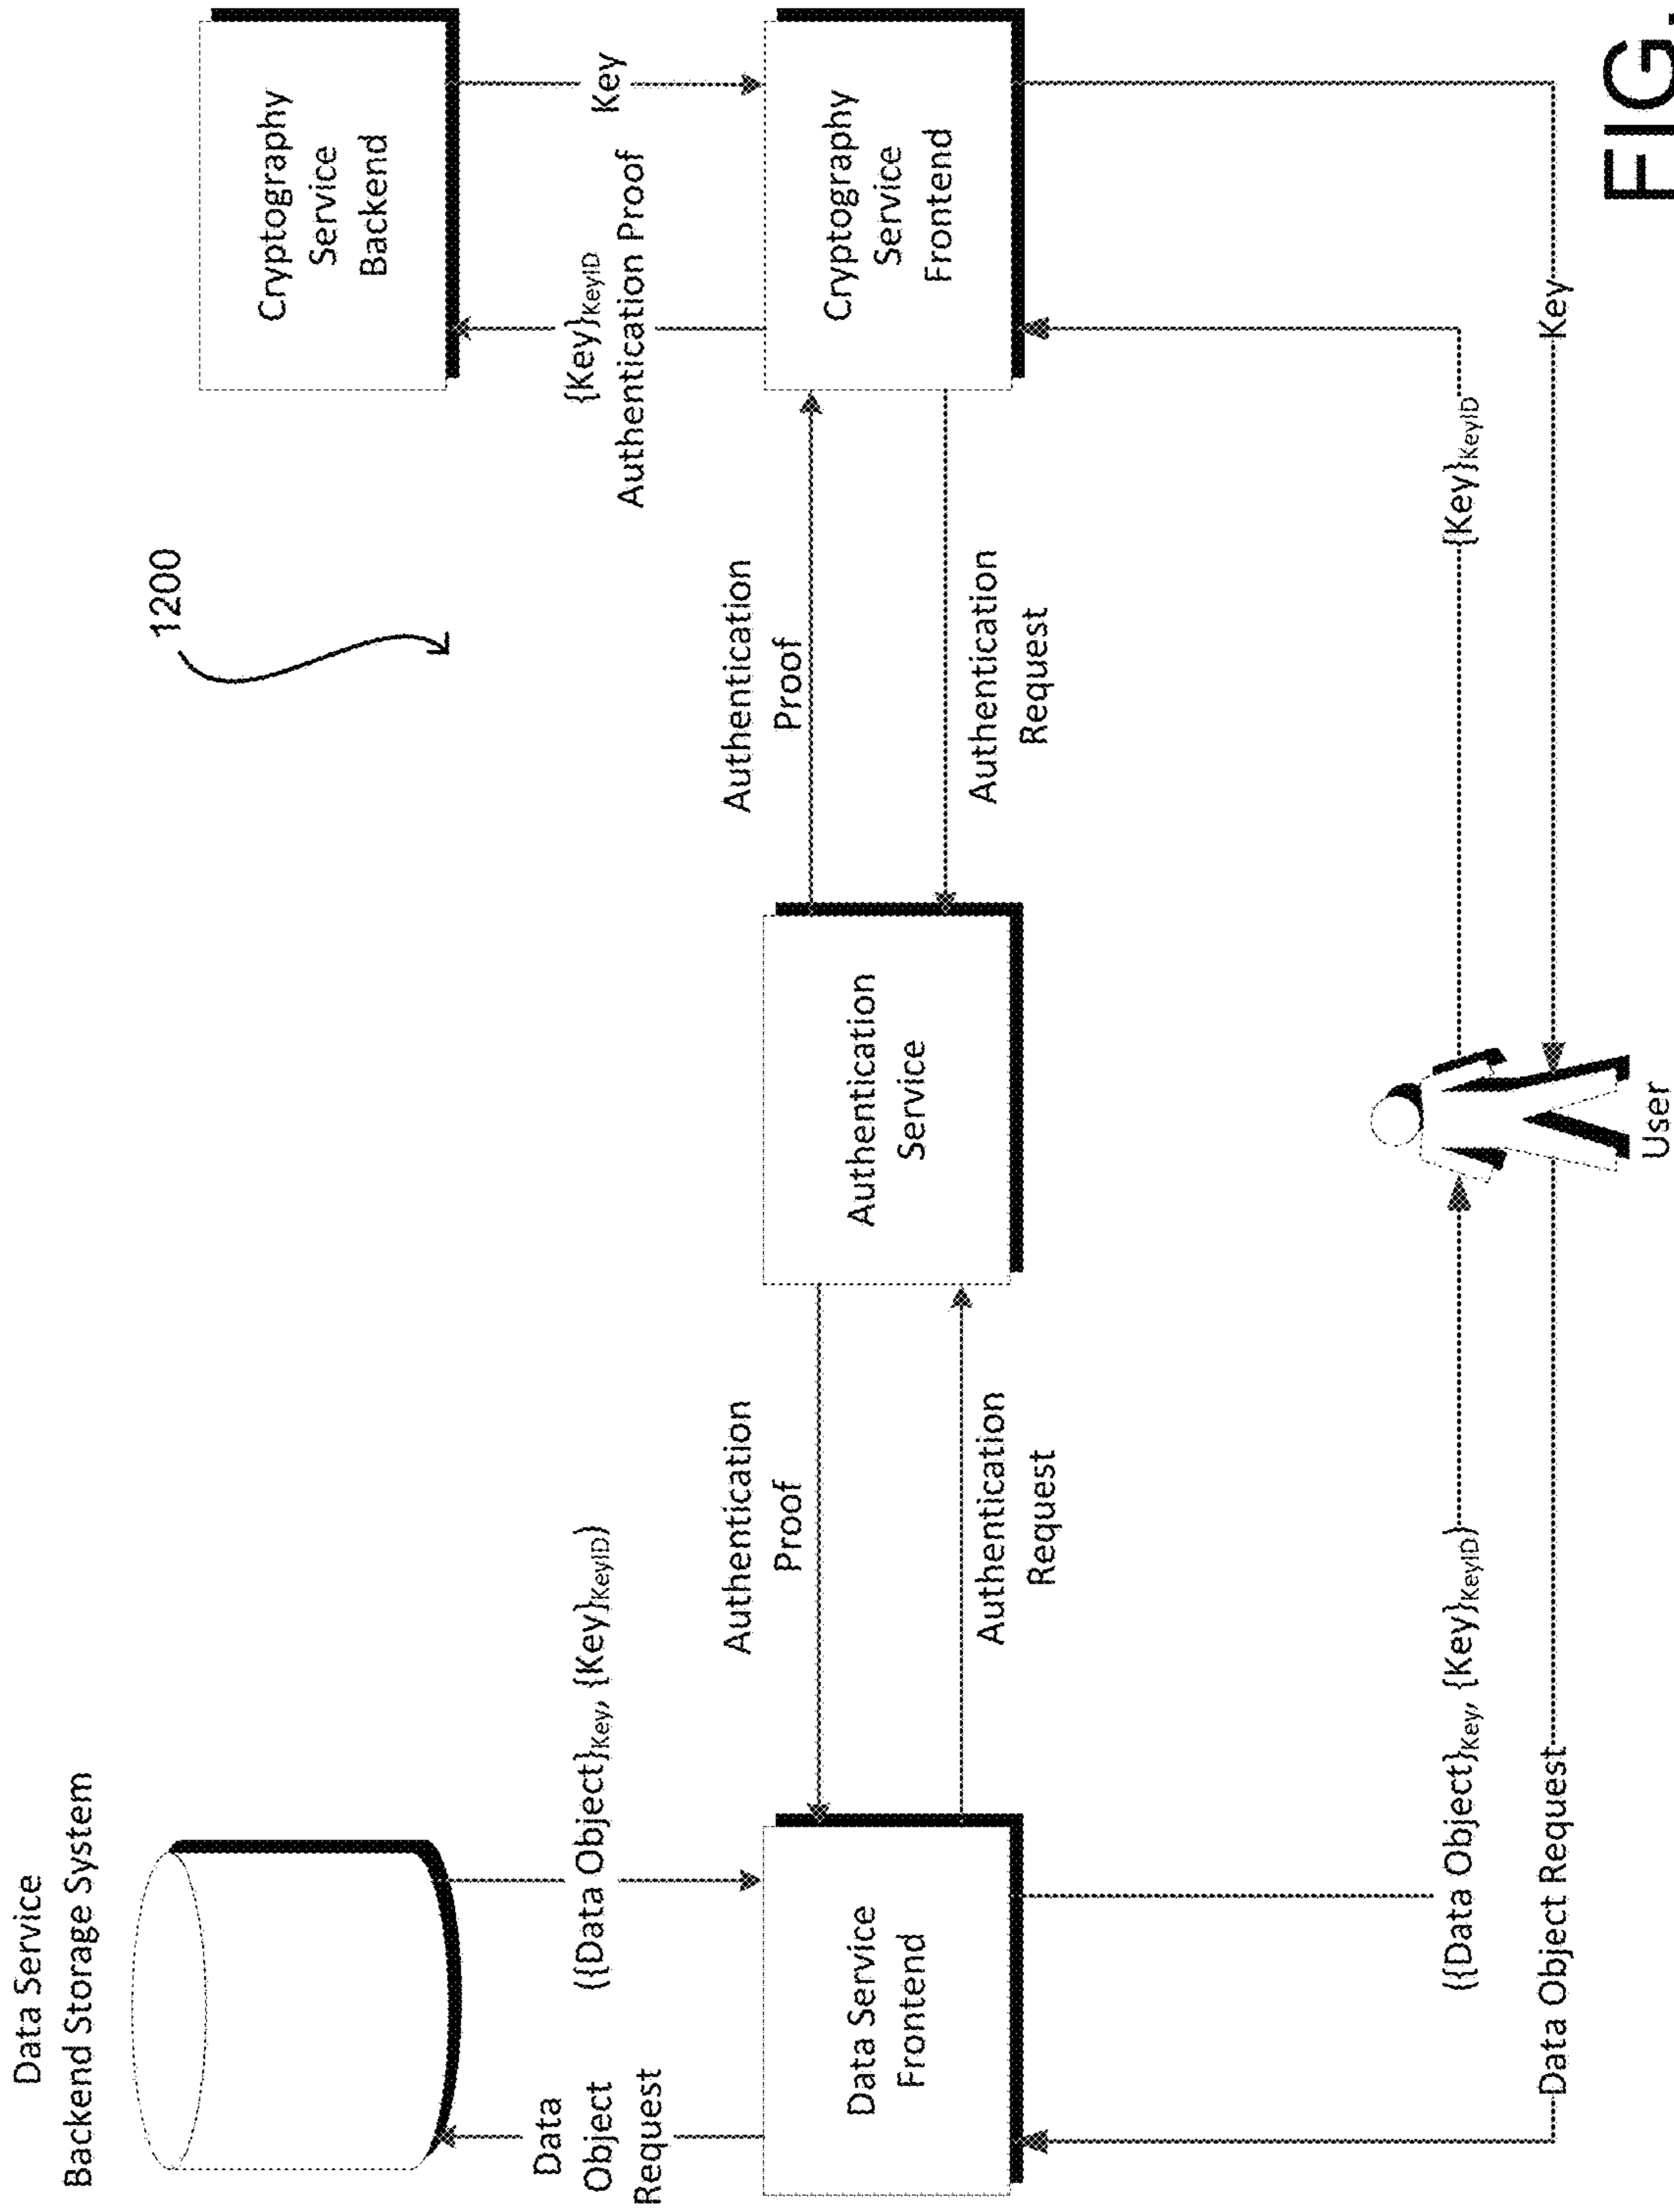 Data Service
Backend Storage System
1200
Cryptography
Service
Backend
Data
Object
Request
({Data Object}Key, {Key}KeyID)
{Key}KeyID
Authentication Proof
Key
Authentication
Proof
Authentication
Proof
Data Service
Frontend
Authentication
Service
Cryptography
Service
Frontend
Authentication
Request
Authentication
Request
({Data Object}Key, {Key}KeyID)
{Key}KeyID
Data Object Request
Key
User
FIG.